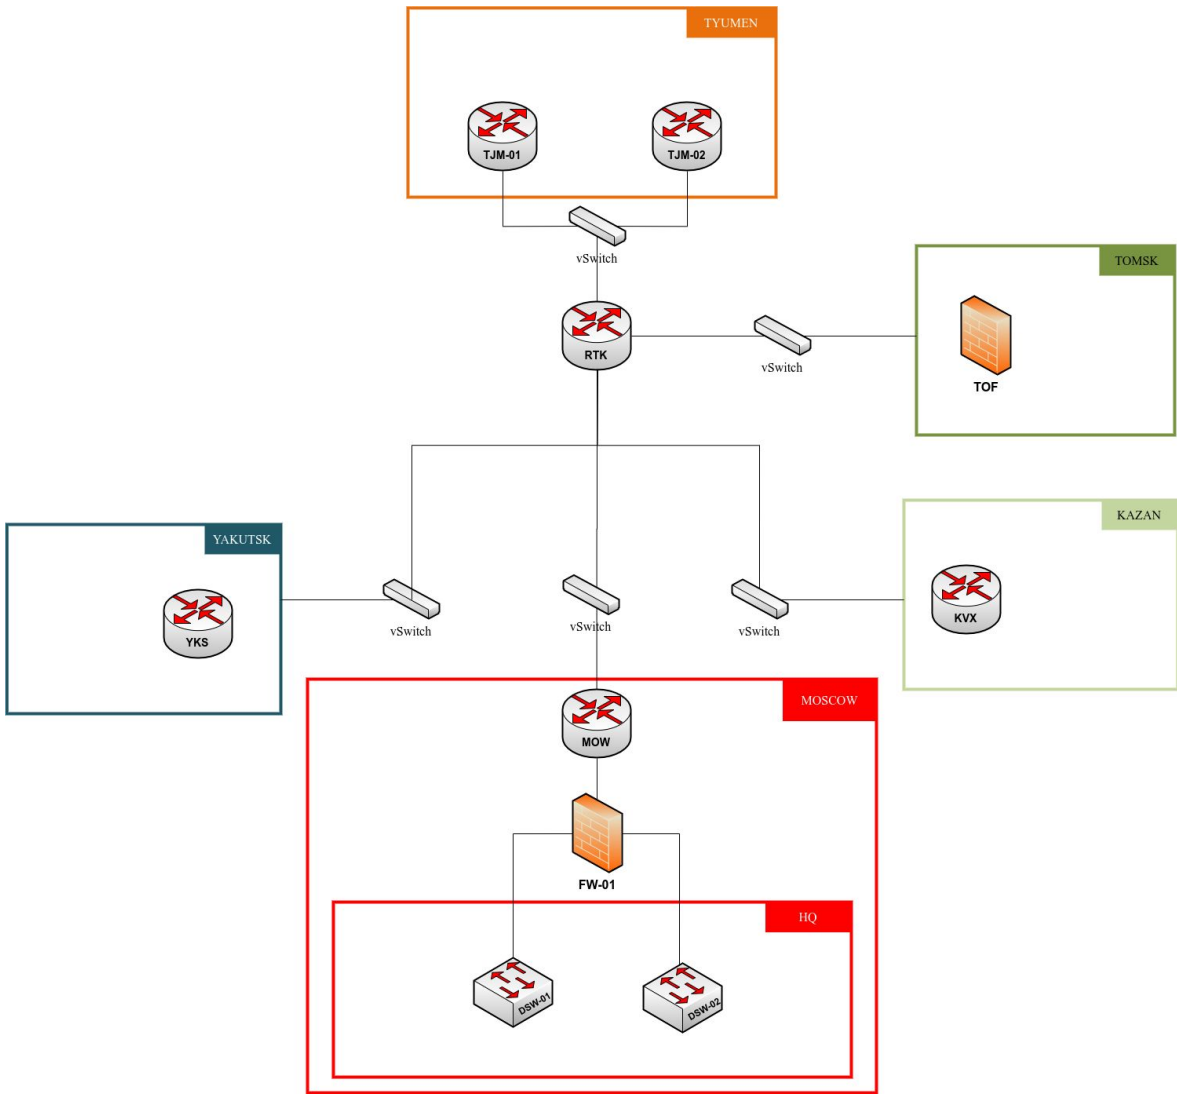 TYUMEN
TJM-01
TJM-02
vSwitch
TOMSK
RTK
vSwitch
TOF
YAKUTSK
KAZAN
YKS
vSwitch
vSwitch
vSwitch
KVX
MOSCOW
MOW
FW-01
HQ
DSW-01
DSW-02